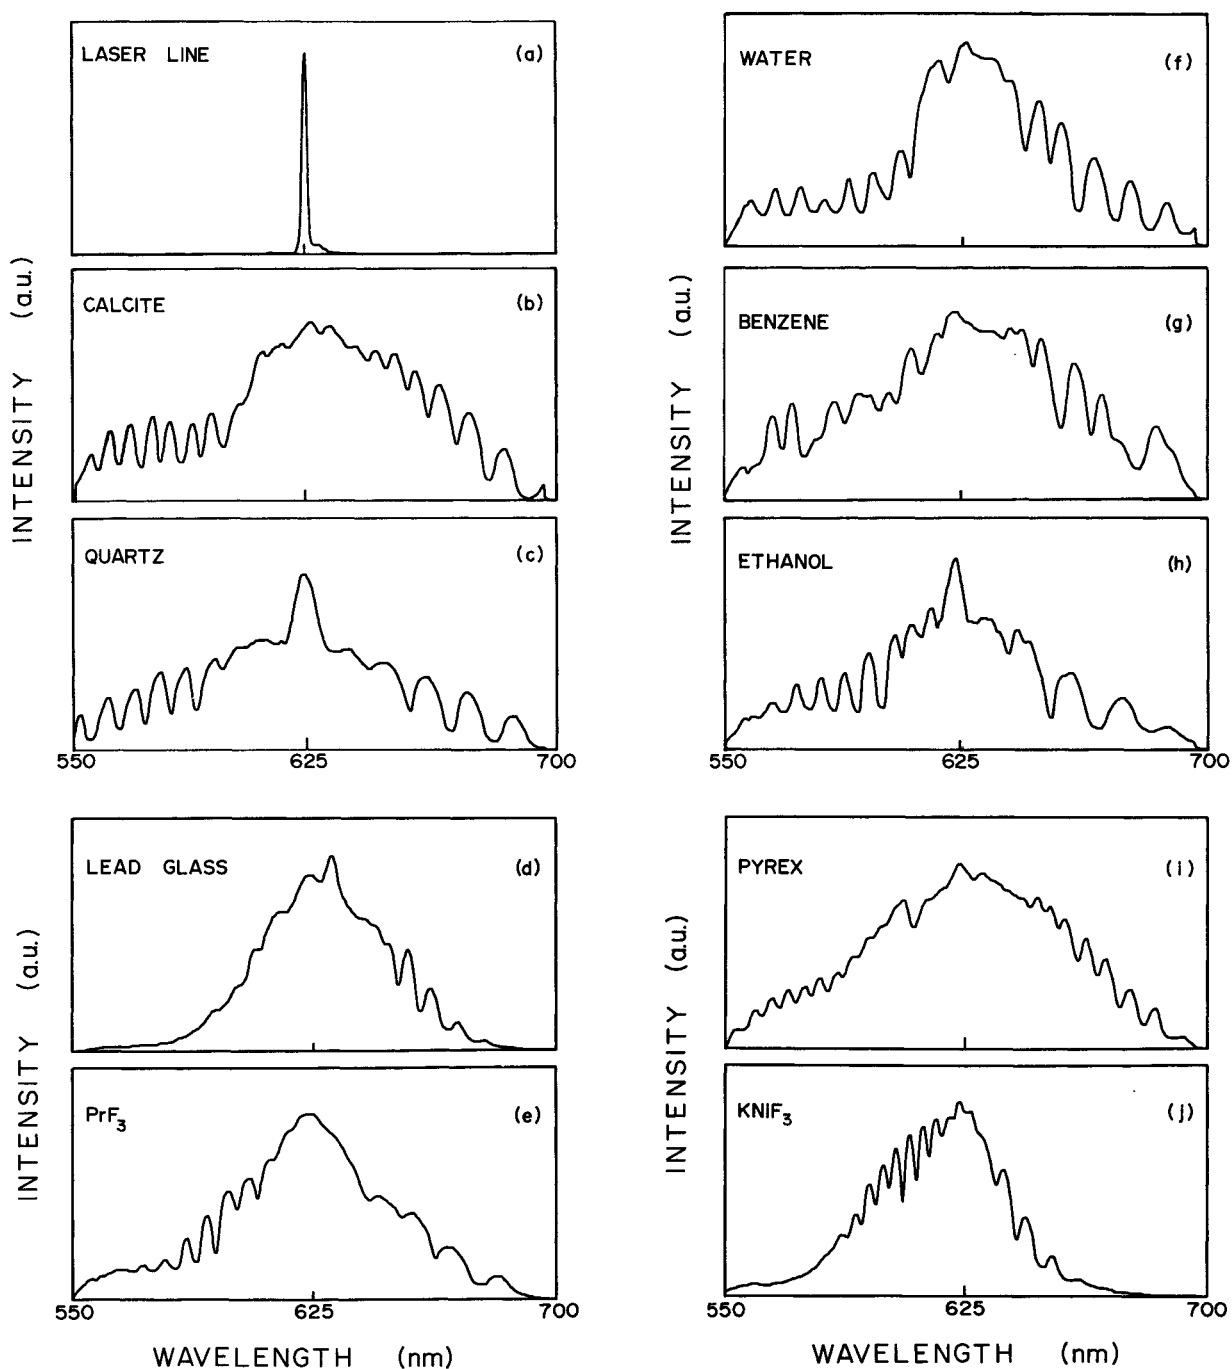 LASER LINE (a)
CALCITE (b)
QUARTZ (c)
INTENSITY (a.u.)
550 625 700
WATER (f)
BENZENE (g)
ETHANOL (h)
INTENSITY (a.u.)
550 625 700
LEAD GLASS (d)
PrF3 (e)
INTENSITY (a.u.)
550 625 700
WAVELENGTH (nm)
PYREX (i)
KNiF3 (j)
INTENSITY (a.u.)
550 625 700
WAVELENGTH (nm)